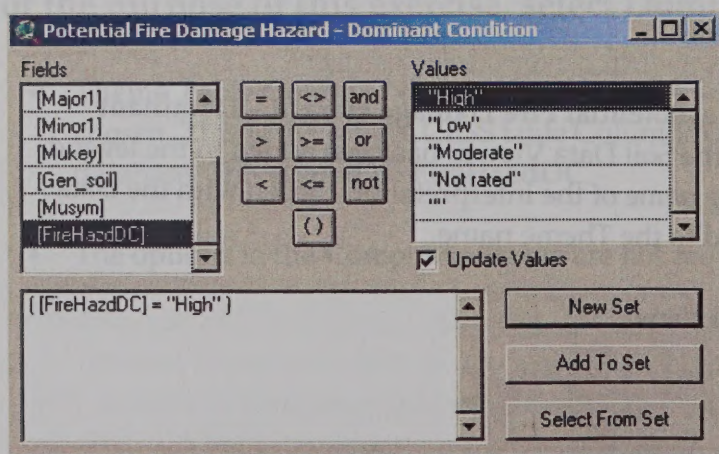 Potential Fire Damage Hazard - Dominant Condition
Fields
[Major1]
[Minor1]
[Mukey]
[Gen_soil]
[Musym]
[FireHazdDC]
= <> and
> >= or
< <= not
()
Values
"High"
"Low"
"Moderate"
"Not rated"
""
Update Values
( [FireHazdDC] = "High" )
New Set
Add To Set
Select From Set